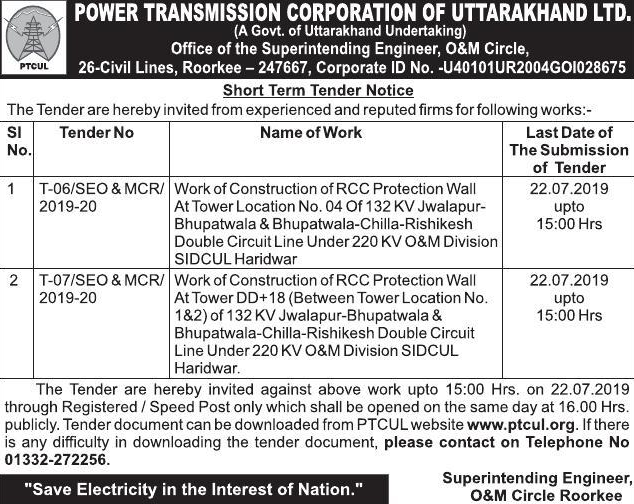 POWER TRANSMISSION CORPORATION OF UTTARAKHAND LTD.
(A Govt. of Uttarakhand Undertaking)
Office of the Superintending Engineer, O&M Circle,
26-Civil Lines, Roorkee – 247667, Corporate ID No. -U40101UR2004GOI028675
PTCUL
Short Term Tender Notice
The Tender are hereby invited from experienced and reputed firms for following works:-
Sl No. Tender No Name of Work Last Date of The Submission of Tender
1 T-06/SEO & MCR/ Work of Construction of RCC Protection Wall 22.07.2019
2019-20 At Tower Location No. 04 Of 132 KV Jwalapur- upto
Bhupatwala & Bhupatwala-Chilla-Rishikesh 15:00 Hrs
Double Circuit Line Under 220 KV O&M Division
SIDCUL Haridwar
2 T-07/SEO & MCR/ Work of Construction of RCC Protection Wall 22.07.2019
2019-20 At Tower DD+18 (Between Tower Location No. upto
1&2) of 132 KV Jwalapur-Bhupatwala & 15:00 Hrs
Bhupatwala-Chilla-Rishikesh Double Circuit
Line Under 220 KV O&M Division SIDCUL
Haridwar.
The Tender are hereby invited against above work upto 15:00 Hrs. on 22.07.2019
through Registered / Speed Post only which shall be opened on the same day at 16.00 Hrs.
publicly. Tender document can be downloaded from PTCUL website www.ptcul.org. If there
is any difficulty in downloading the tender document, please contact on Telephone No
01332-272256.
"Save Electricity in the Interest of Nation."
Superintending Engineer,
O&M Circle Roorkee